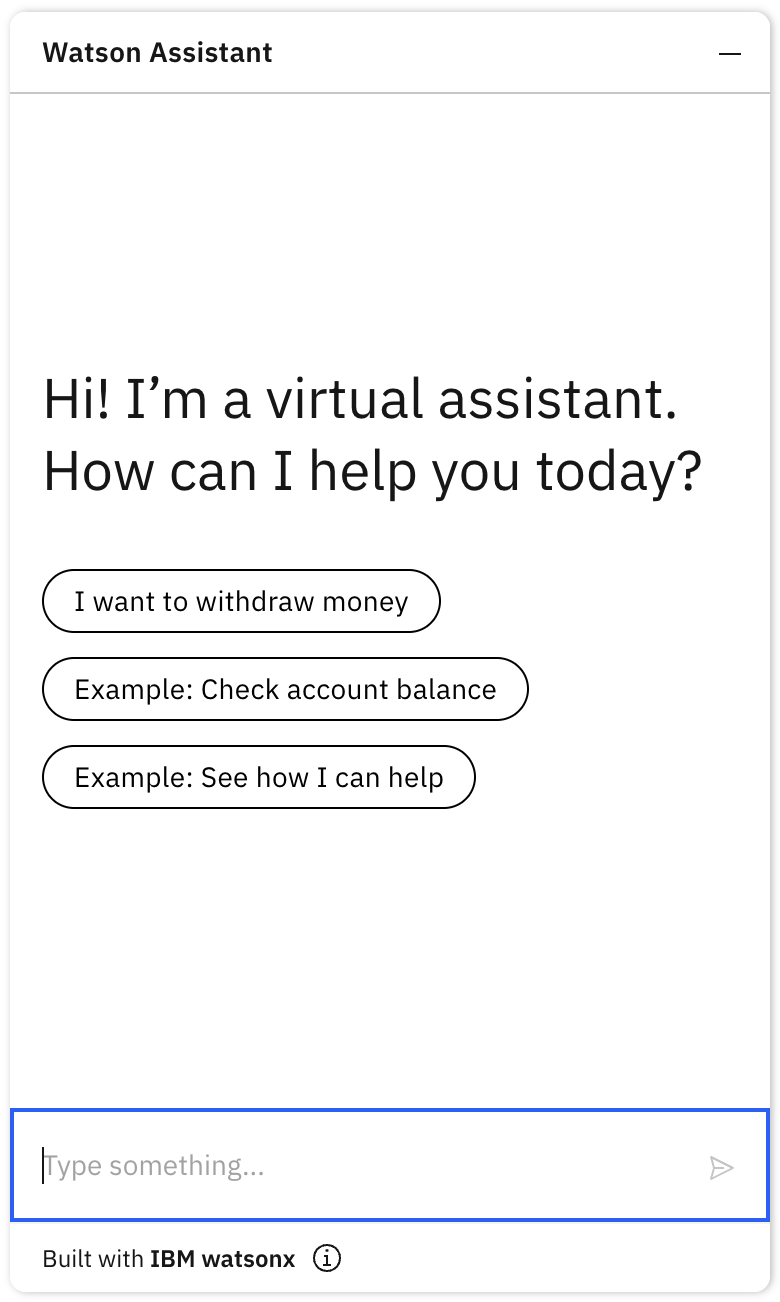 Watson Assistant
Hi! I’m a virtual assistant.
How can I help you today?
I want to withdraw money
Example: Check account balance
Example: See how I can help
Type something...
Built with IBM watsonx